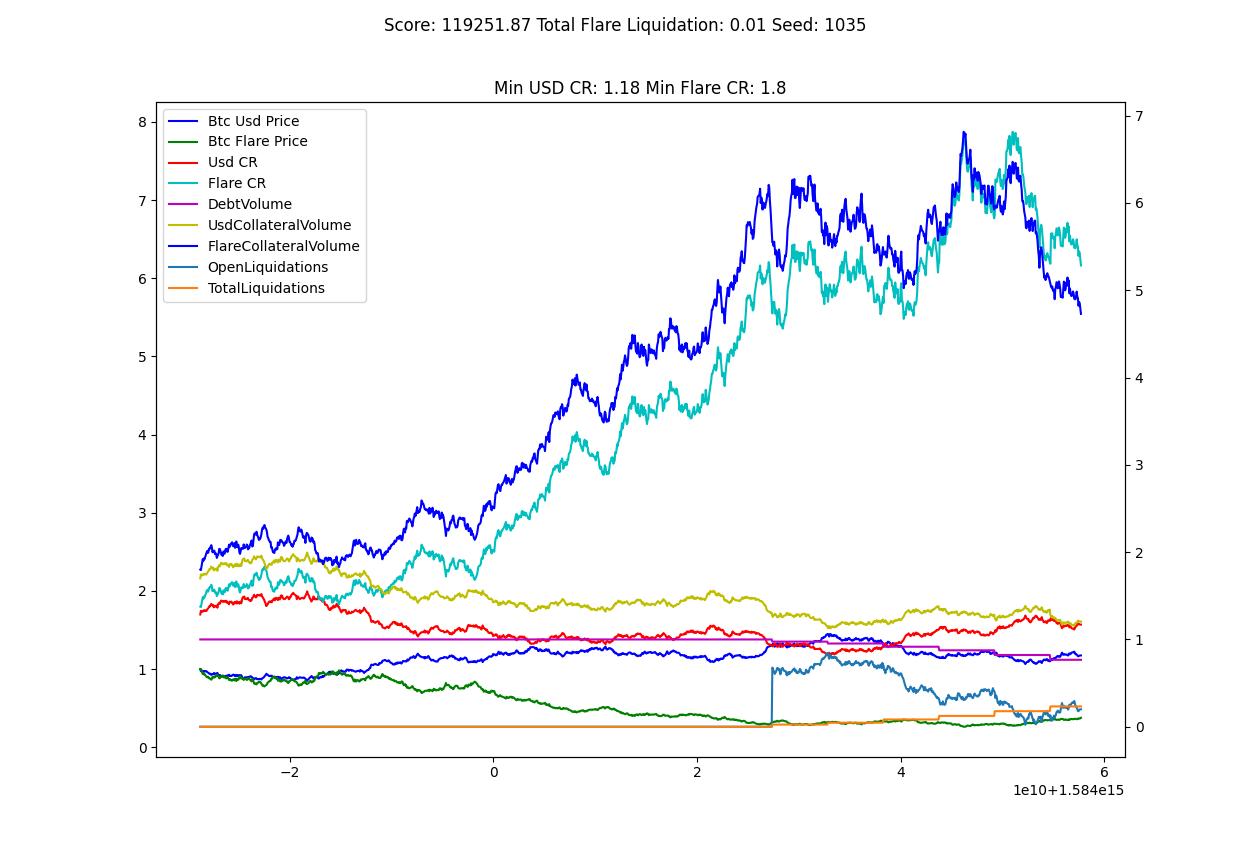 Score: 119251.87 Total Flare Liquidation: 0.01 Seed: 1035
Min USD CR: 1.18 Min Flare CR: 1.8
Btc Usd Price
Btc Flare Price
Usd CR
Flare CR
DebtVolume
UsdCollateralVolume
FlareCollateralVolume
OpenLiquidations
TotalLiquidations
8
7
6
5
4
3
2
1
0
7
6
5
4
3
2
1
0
−2
0
2
4
6
1e10+1.584e15